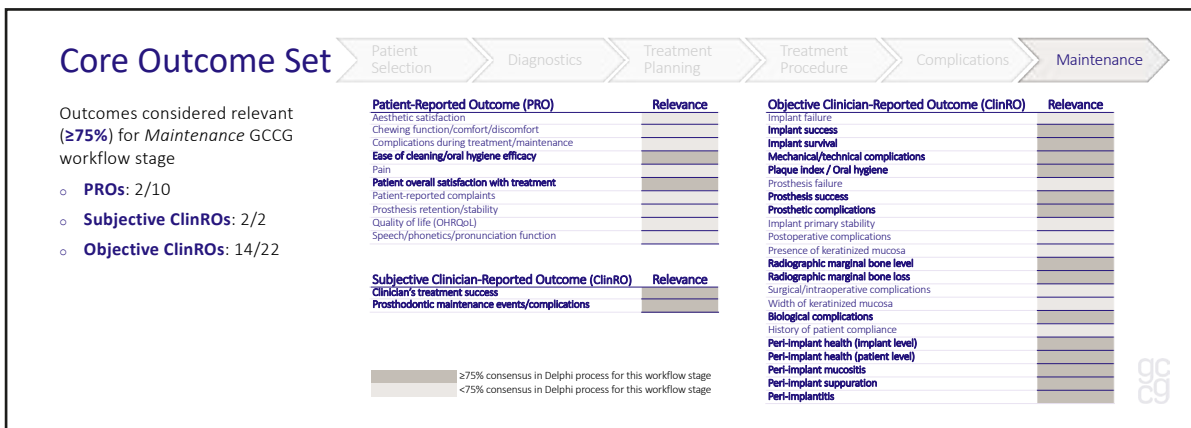 Core Outcome Set
Patient
Selection
Diagnostics
Treatment
Planning
Treatment
Procedure
Complications
Maintenance
Outcomes considered relevant
(≥75%) for Maintenance GCCG
workflow stage
○ PROs: 2/10
○ Subjective ClinROs: 2/2
○ Objective ClinROs: 14/22
Patient-Reported Outcome (PRO) Relevance
Aesthetic satisfaction
Chewing function/comfort/discomfort
Complications during treatment/maintenance
Ease of cleaning/oral hygiene efficacy
Pain
Patient overall satisfaction with treatment
Patient-reported complaints
Prosthesis retention/stability
Quality of life (OHRQoL)
Speech/phonetics/pronunciation function
Subjective Clinician-Reported Outcome (ClinRO) Relevance
Clinician's treatment success
Prosthodontic maintenance events/complications
≥75% consensus in Delphi process for this workflow stage
<75% consensus in Delphi process for this workflow stage
Objective Clinician-Reported Outcome (ClinRO) Relevance
Implant failure
Implant success
Implant survival
Mechanical/technical complications
Plaque index / Oral hygiene
Prosthesis failure
Prosthesis success
Prosthetic complications
Implant primary stability
Postoperative complications
Presence of keratinized mucosa
Radiographic marginal bone level
Radiographic marginal bone loss
Surgical/intraoperative complications
Width of keratinized mucosa
Biological complications
History of patient compliance
Peri-implant health (implant level)
Peri-implant health (patient level)
Peri-implant mucositis
Peri-implant suppuration
Peri-implantitis
gc
cg